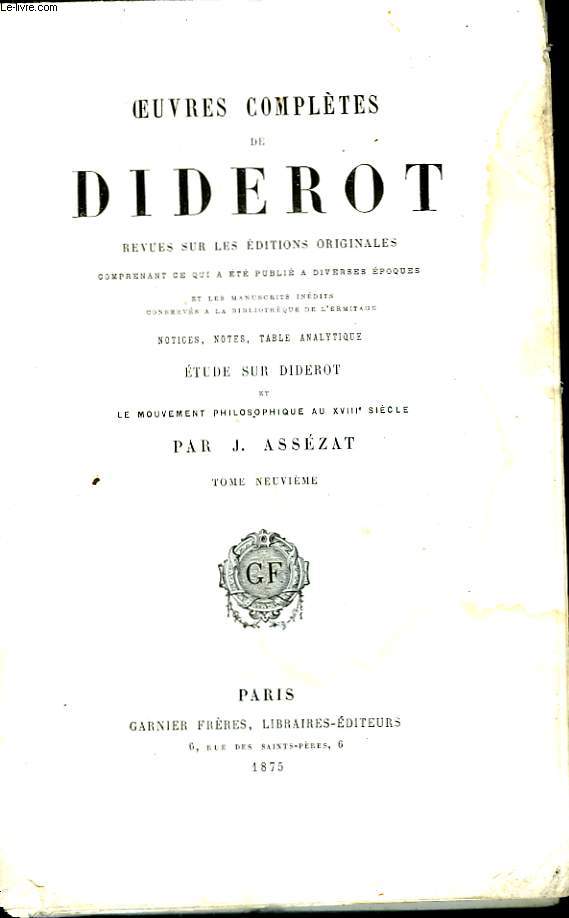 Le-livre.com
ŒUVRES COMPLÈTES
DE
DIDEROT
REVUES SUR LES ÉDITIONS ORIGINALES
COMPRENANT CE QUI A ÉTÉ PUBLIÉ A DIVERSES ÉPOQUES
ET LES MANUSCRITS INÉDITS
CONSERVÉS A LA BIBLIOTHÈQUE DE L'ERMITAGE
NOTICES, NOTES, TABLE ANALYTIQUE
ÉTUDE SUR DIDEROT
ET
LE MOUVEMENT PHILOSOPHIQUE AU XVIIIe SIÈCLE
PAR J. ASSÉZAT
TOME NEUVIÈME
GF
PARIS
GARNIER FRÈRES, LIBRAIRES-ÉDITEURS
6, RUE DES SAINTS-PÈRES, 6
1875